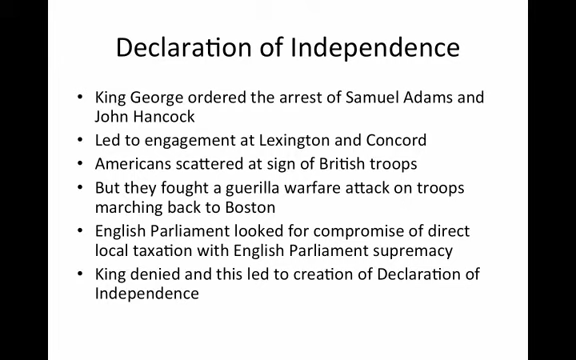 Declaration of Independence
• King George ordered the arrest of Samuel Adams and
John Hancock
• Led to engagement at Lexington and Concord
• Americans scattered at sign of British troops
• But they fought a guerilla warfare attack on troops
marching back to Boston
• English Parliament looked for compromise of direct
local taxation with English Parliament supremacy
• King denied and this led to creation of Declaration of
Independence